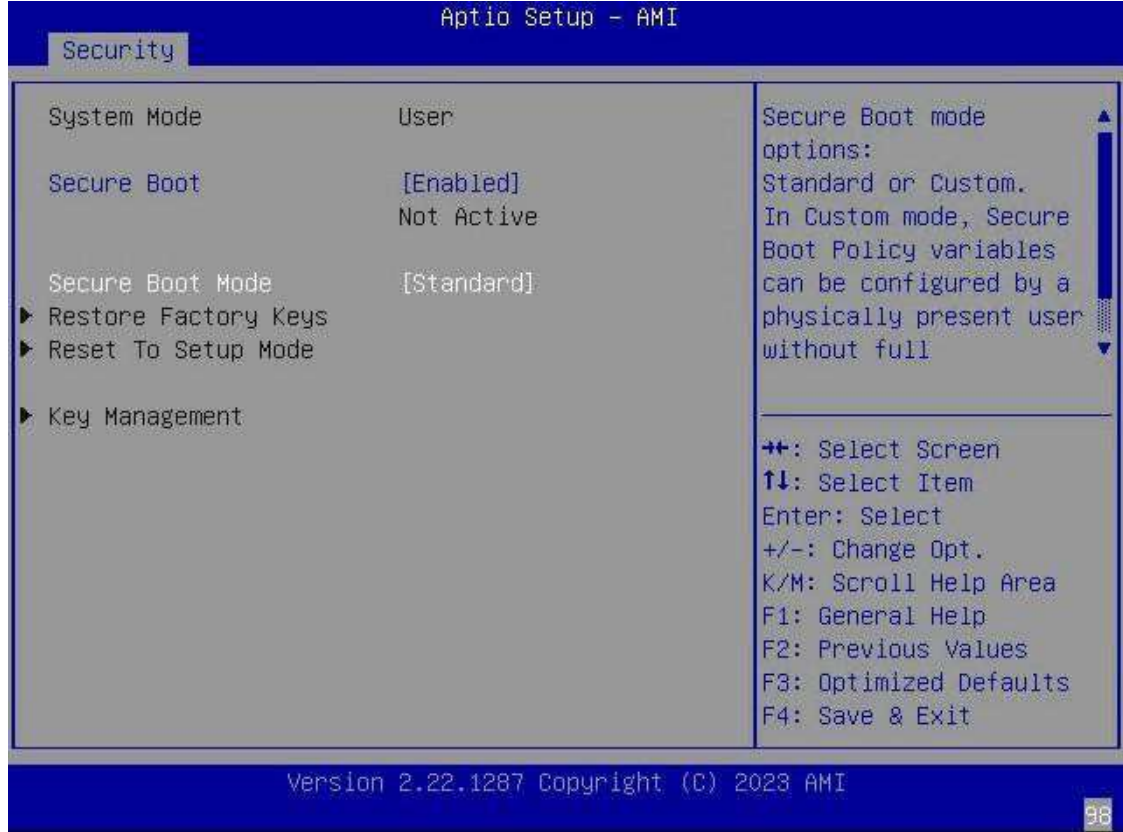 Aptio Setup - AMI
Security
System Mode User
Secure Boot [Enabled]
Not Active
Secure Boot Mode [Standard]
Restore Factory Keys
Reset To Setup Mode
Key Management
Secure Boot mode
options:
Standard or Custom.
In Custom mode, Secure
Boot Policy variables
can be configured by a
physically present user
without full
→←: Select Screen
↑↓: Select Item
Enter: Select
+/-: Change Opt.
K/M: Scroll Help Area
F1: General Help
F2: Previous Values
F3: Optimized Defaults
F4: Save & Exit
Version 2.22.1287 Copyright (C) 2023 AMI
98